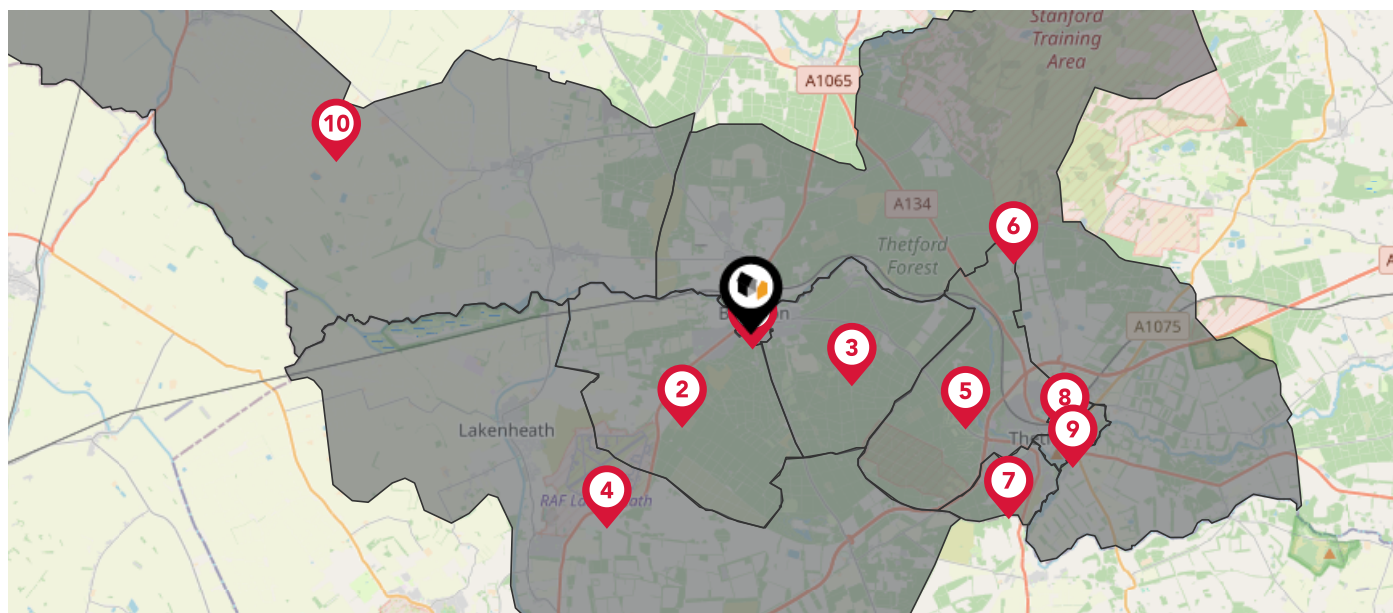 Stanford
Training
Area
A1065
10
A134
6
Thetford
Forest
A1075
3
2
5
8
9
Lakenheath
7
4